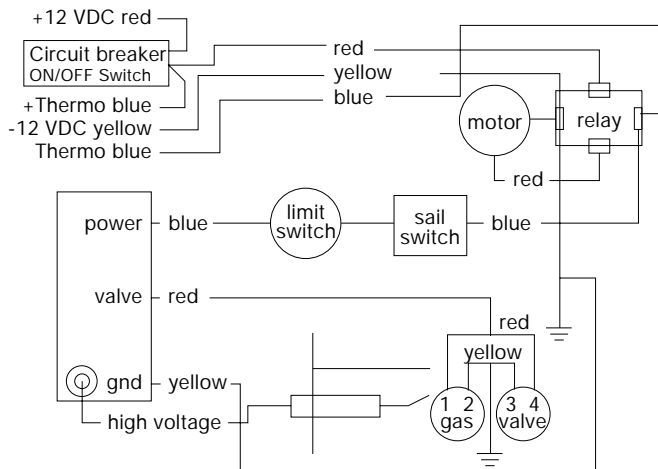 +12 VDC red
Circuit breaker
ON/OFF Switch
red
yellow
+Thermo blue
blue
-12 VDC yellow
Thermo blue
motor
relay
red
power
blue
limit
switch
sail
switch
blue
valve
red
red
yellow
gnd
yellow
1 2
gas
3 4
valve
high voltage